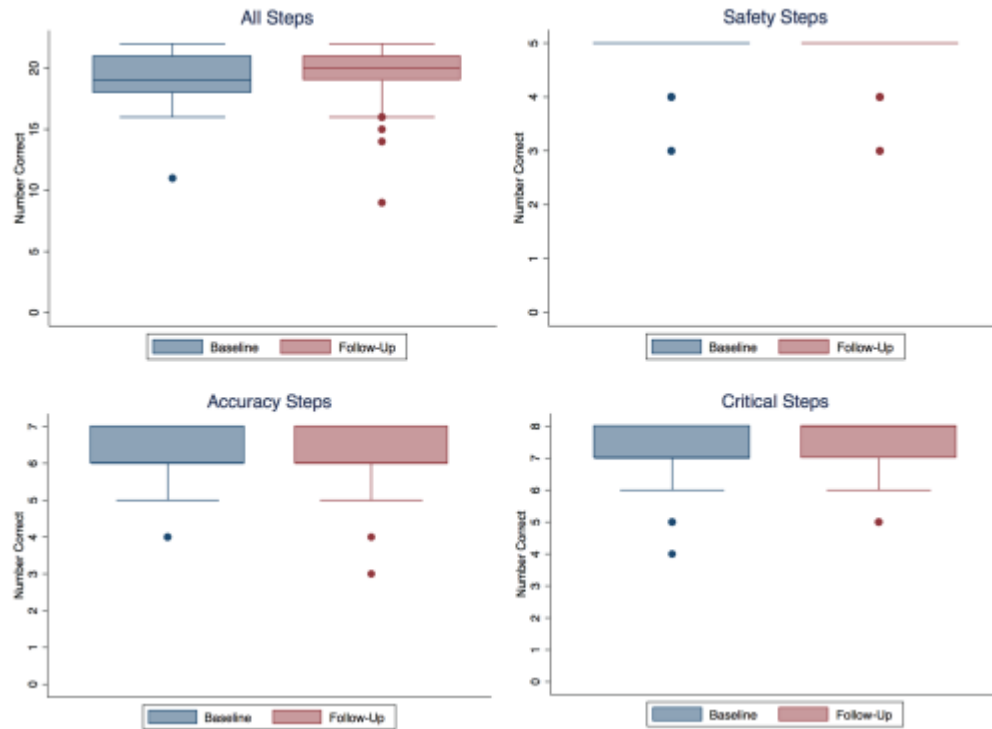 All Steps
Number Correct
20
15
10
5
0
Baseline
Follow-Up
Safety Steps
Number Correct
5
4
3
2
1
0
Baseline
Follow-Up
Accuracy Steps
Number Correct
7
6
5
4
3
2
1
0
Baseline
Follow-Up
Critical Steps
Number Correct
8
7
6
5
4
3
2
1
0
Baseline
Follow-Up